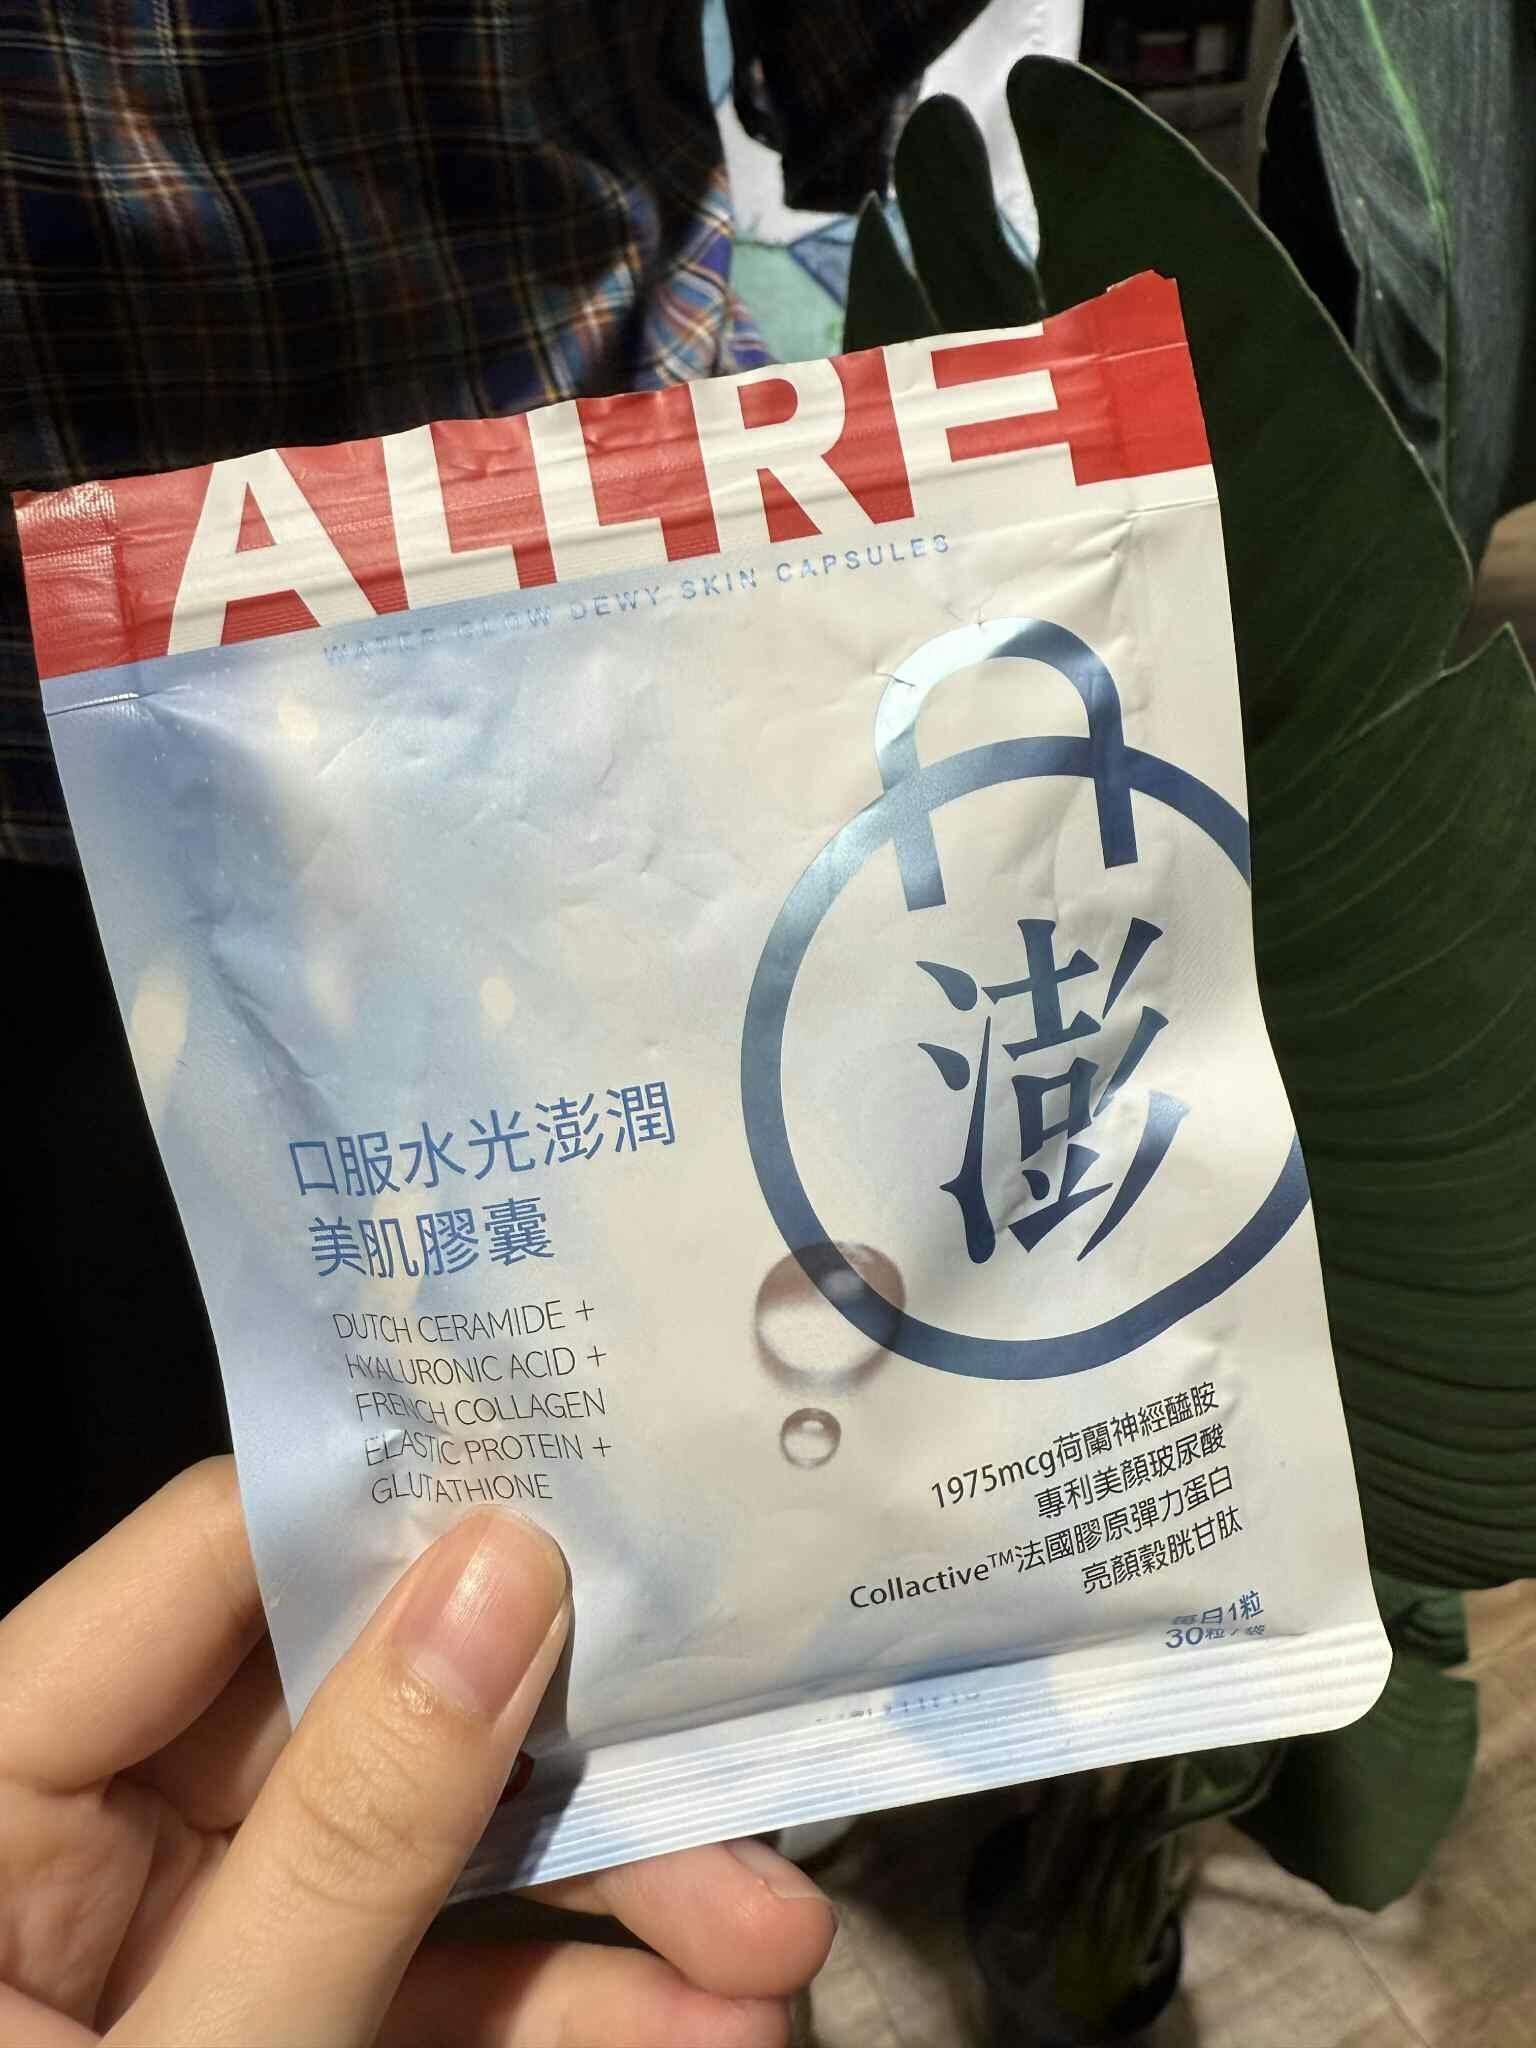 ALLRE
WATER GLOW DEWY SKIN CAPSULES
澎
口服水光澎潤
美肌膠囊
DUTCH CERAMIDE +
HYALURONIC ACID +
FRENCH COLLAGEN
ELASTIC PROTEIN +
GLUTATHIONE
1975mcg荷蘭神經醯胺
專利美顏玻尿酸
Collactive™法國膠原彈力蛋白
亮顏穀胱甘肽
每日1粒
30粒/袋